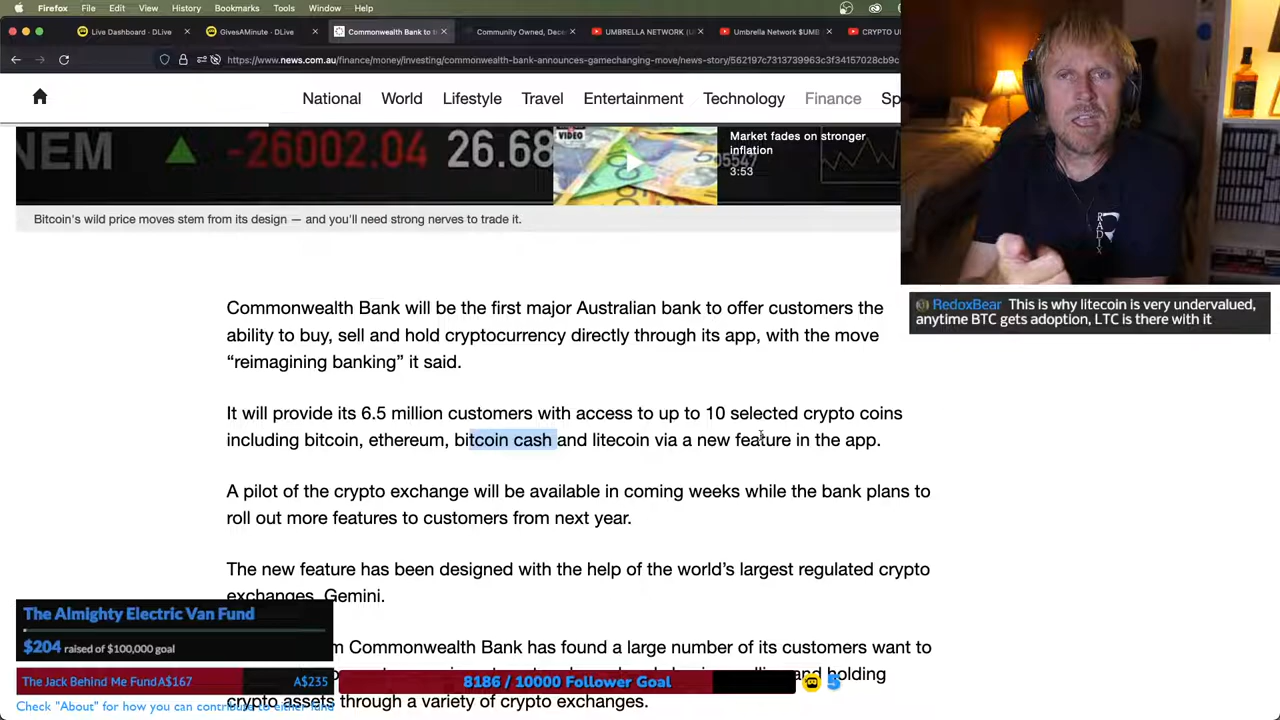 Firefox File Edit View History Bookmarks Tools Window Help
Live Dashboard - DLive
GivesAMinute - DLive
Commonwealth Bank to
Community Owned, Dece
UMBRELLA NETWORK
Umbrella Network $UMB
CRYPTO U
https://www.news.com.au/finance/money/investing/commonwealth-bank-announces-gamechanging-move/news-story/562197c7313739963c3f34157028cb9c
National World Lifestyle Travel Entertainment Technology Finance Sp
NEM -26002.04 26.68
VIDEO
Market fades on stronger
inflation
3:53
Bitcoin's wild price moves stem from its design — and you'll need strong nerves to trade it.
RADIX
RedoxBear This is why litecoin is very undervalued,
anytime BTC gets adoption, LTC is there with it
Commonwealth Bank will be the first major Australian bank to offer customers the
ability to buy, sell and hold cryptocurrency directly through its app, with the move
“reimagining banking” it said.
It will provide its 6.5 million customers with access to up to 10 selected crypto coins
including bitcoin, ethereum, bitcoin cash and litecoin via a new feature in the app.
A pilot of the crypto exchange will be available in coming weeks while the bank plans to
roll out more features to customers from next year.
The new feature has been designed with the help of the world’s largest regulated crypto
exchanges, Gemini.
Commonwealth Bank has found a large number of its customers want to
and holding
crypto assets through a variety of crypto exchanges.
The Almighty Electric Van Fund
$204 raised of $100,000 goal
The Jack Behind Me Fund A$167 A$235
8186 / 10000 Follower Goal
5
Check "About" for how you can contribute to either fund